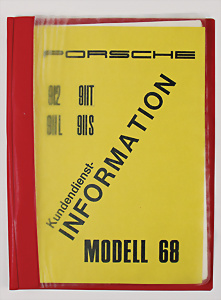 PORSCHE
912 911T
911L 911S
Kundendienst-
INFORMATION
MODELL 68